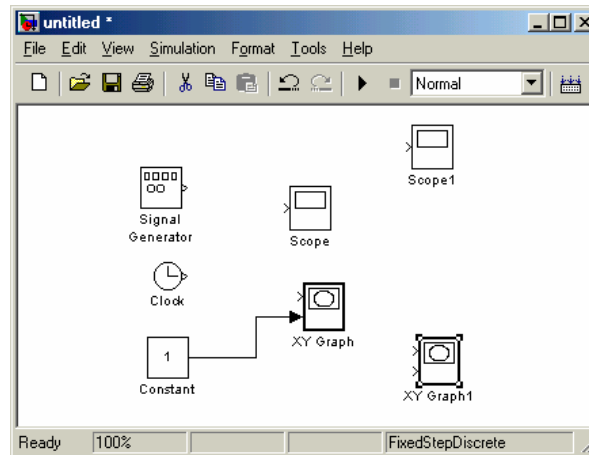 untitled *
File Edit View Simulation Format Tools Help
Normal
Scope1
Signal
Generator
Scope
Clock
XY Graph
1
Constant
XY Graph1
Ready 100% FixedStepDiscrete